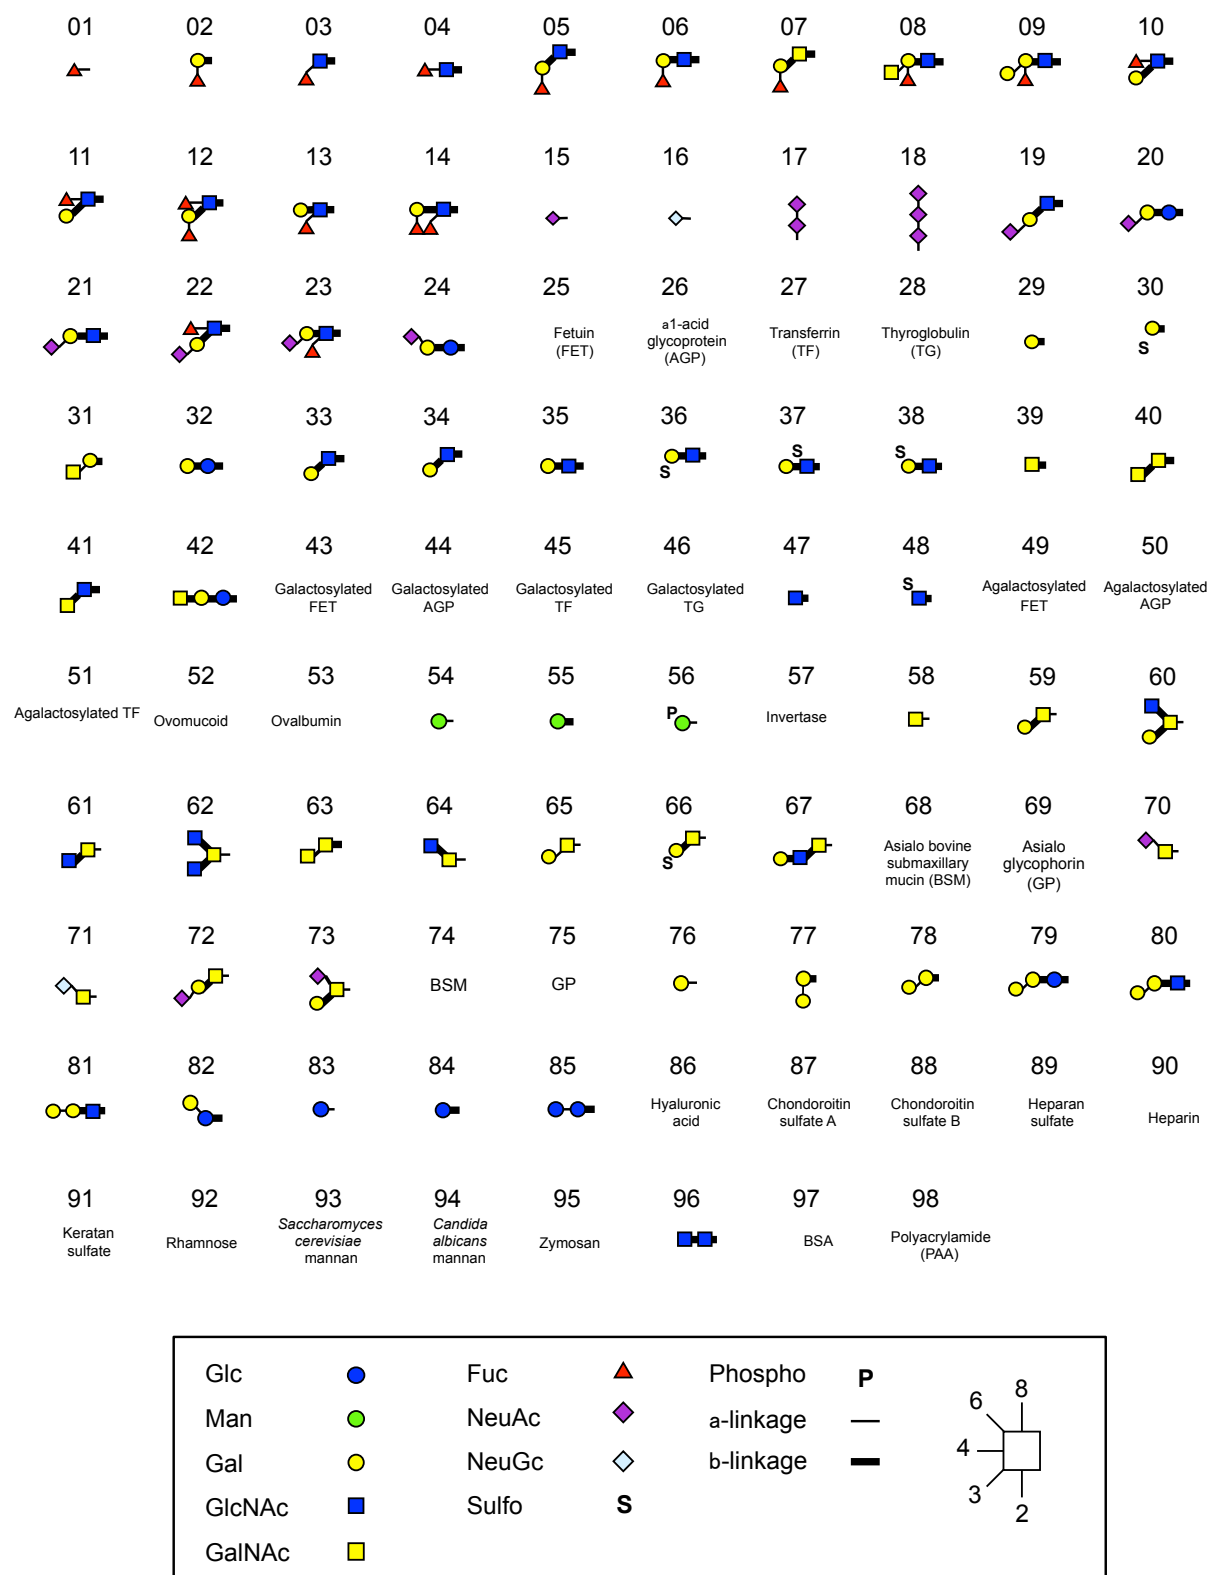 01 02 03 04 05 06 07 08 09 10
11 12 13 14 15 16 17 18 19 20
21 22 23 24 25 26 27 28 29 30
Fetuin
(FET)
a1-acid
glycoprotein
(AGP)
Transferrin
(TF)
Thyroglobulin
(TG)
S
31 32 33 34 35 36 37 38 39 40
S
S
S
41 42 43 44 45 46 47 48 49 50
Galactosylated
FET
Galactosylated
AGP
Galactosylated
TF
Galactosylated
TG
S
Agalactosylated
FET
Agalactosylated
AGP
51 52 53 54 55 56 57 58 59 60
Agalactosylated TF
Ovomucoid
Ovalbumin
P
Invertase
61 62 63 64 65 66 67 68 69 70
S
Asialo bovine
submaxillary
mucin (BSM)
Asialo
glycophorin
(GP)
71 72 73 74 75 76 77 78 79 80
BSM
GP
81 82 83 84 85 86 87 88 89 90
Hyaluronic
acid
Chondoroitin
sulfate A
Chondoroitin
sulfate B
Heparan
sulfate
Heparin
91 92 93 94 95 96 97 98
Keratan
sulfate
Rhamnose
Saccharomyces
cerevisiae
mannan
Candida
albicans
mannan
Zymosan
BSA
Polyacrylamide
(PAA)
Glc
Man
Gal
GlcNAc
GalNAc
Fuc
NeuAc
NeuGc
Sulfo S
Phospho P
a-linkage
b-linkage
6 8
4
3 2